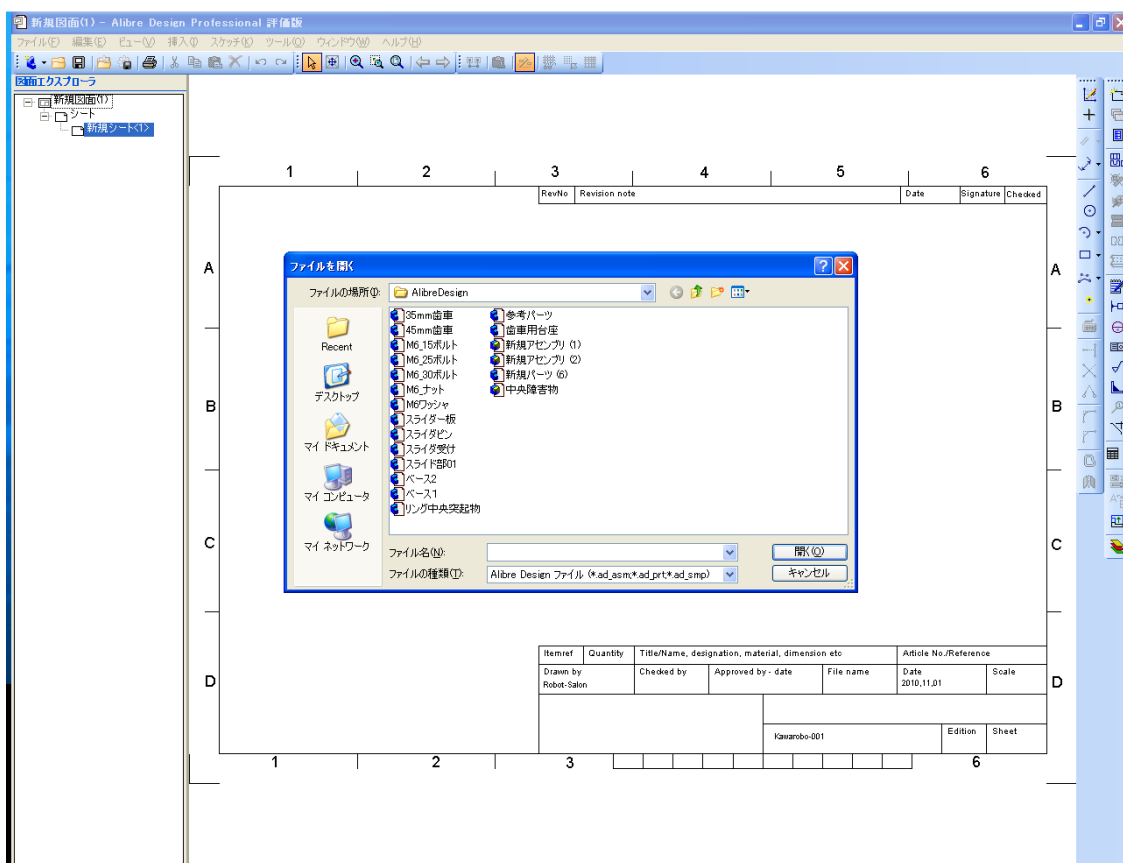 新規図面(1) - Alibre Design Professional 評価版
ファイル(F) 編集(E) ビュー(V) 挿入(I) スケッチ(K) ツール(O) ウィンドウ(W) ヘルプ(H)
図面エクスプローラ
新規図面(1)
シート
新規シート<1>
1 2 3 4 5 6
RevNo Revision note Date Signature Checked
A A
ファイルを開く
ファイルの場所(I): AlibreDesign
Recent
デスクトップ
マイ ドキュメント
マイ コンピュータ
マイ ネットワーク
35mm歯車
45mm歯車
M6_15ボルト
M6_25ボルト
M6_30ボルト
M6_ナット
M6ワッシャ
スライダー板
スライダピン
スライダ受け
スライド部01
ベース2
ベース1
リング中央突起物
参考パーツ
歯車用台座
新規アセンブリ (1)
新規アセンブリ (2)
新規パーツ (6)
中央障害物
ファイル名(N): 開く(O)
ファイルの種類(T): Alibre Design ファイル (*.ad_asm;*.ad_prt;*.ad_smp) キャンセル
B B
C C
Itemref Quantity Title/Name, designation, material, dimension etc Article No./Reference
Drawn by Checked by Approved by - date File name Date Scale
Robot-Salon 2010,11,01
D D
Kawarobo-001 Edition Sheet
1 2 3 6